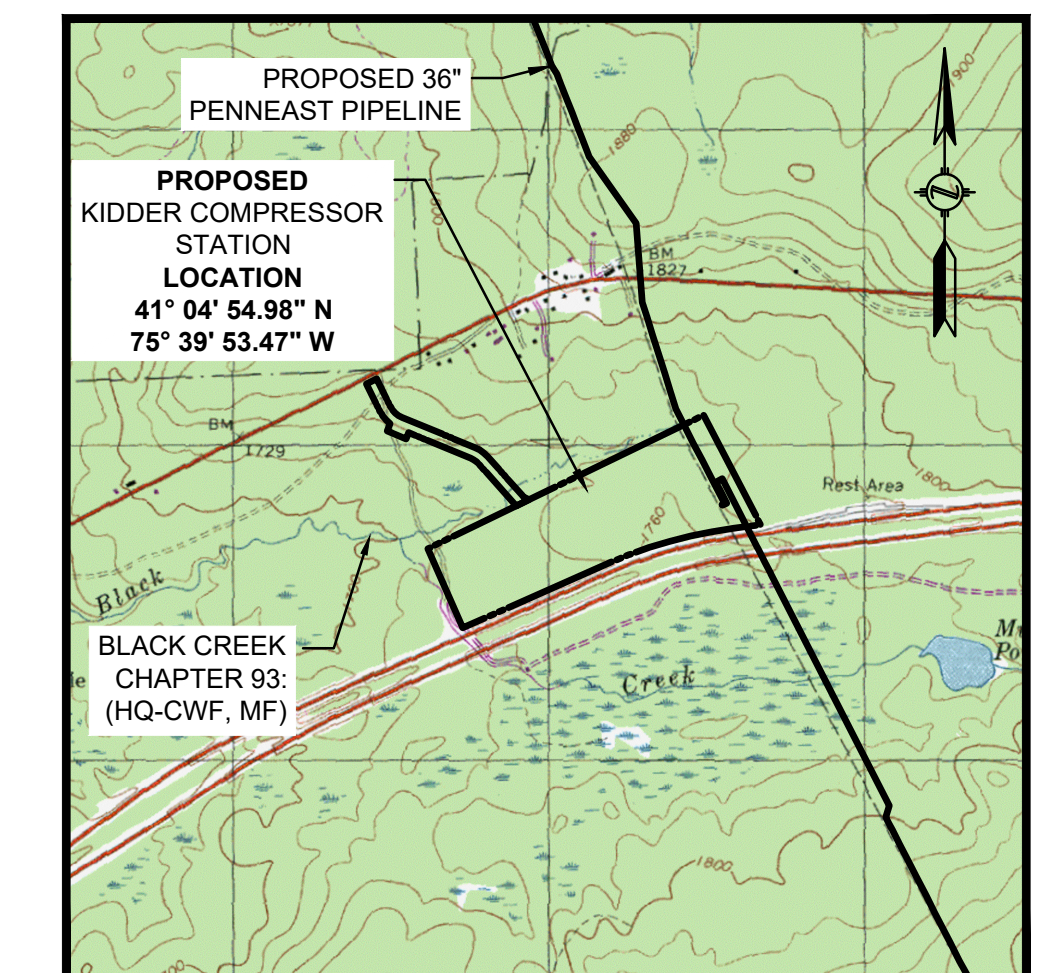 PROPOSED 36"
PENNEAST PIPELINE
1900
1880
PROPOSED
KIDDER COMPRESSOR
STATION
LOCATION
41° 04' 54.98" N
75° 39' 53.47" W
1800
BM
1827
BM
1729
Rest Area
1800
1760
Black
BLACK CREEK
CHAPTER 93:
(HQ-CWF, MF)
Creek
1800